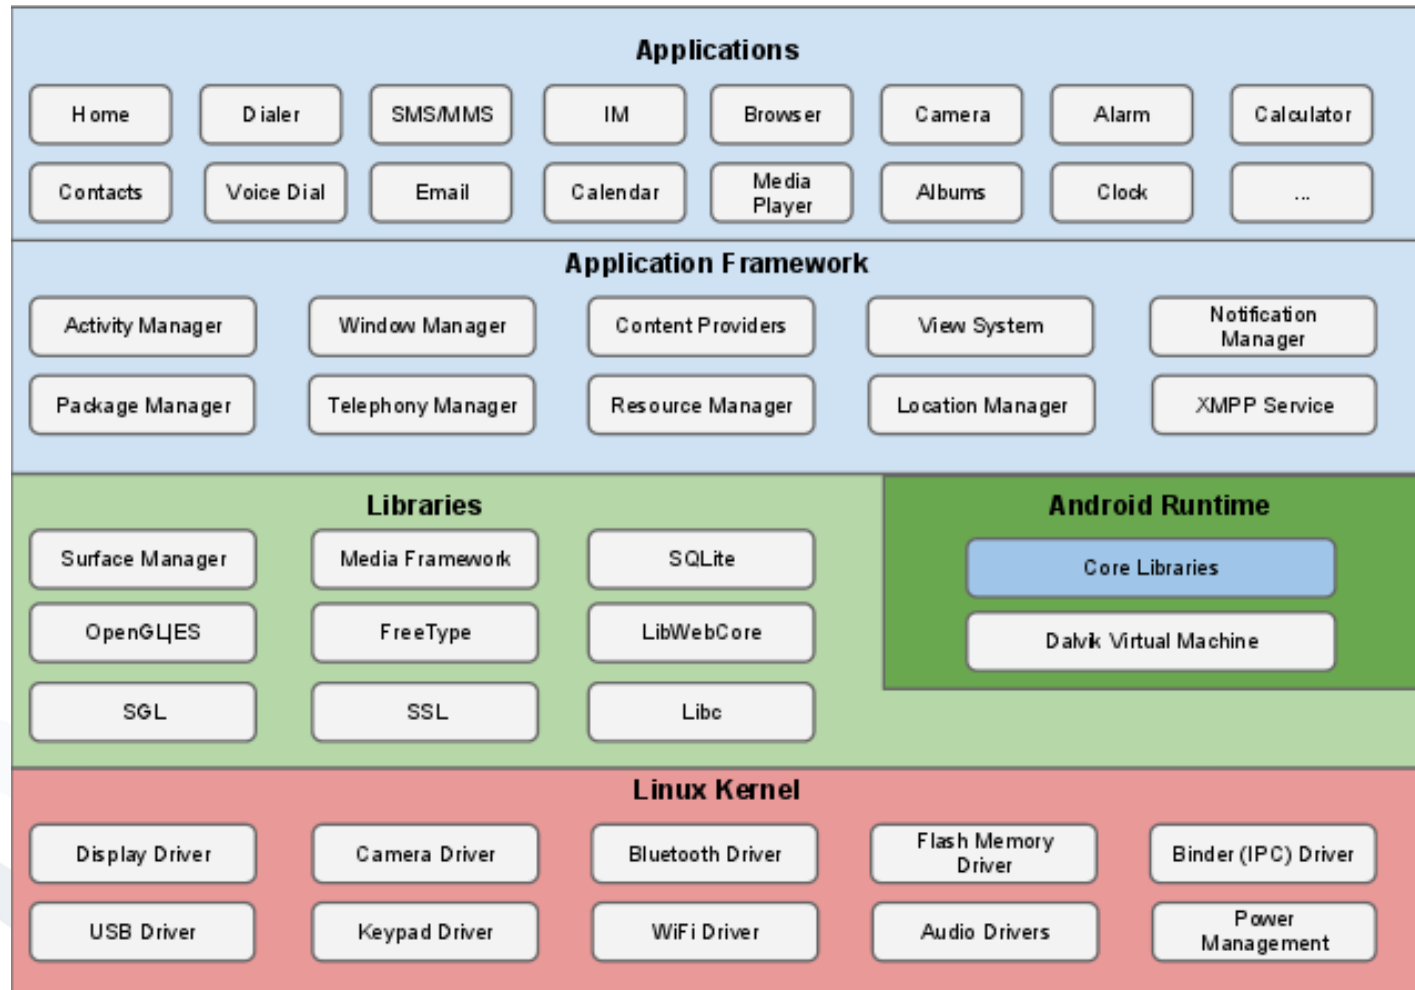 Applications
Home
Dialer
SMS/MMS
IM
Browser
Camera
Alarm
Calculator
Contacts
Voice Dial
Email
Calendar
Media
Player
Albums
Clock
...
Application Framework
Activity Manager
Window Manager
Content Providers
View System
Notification
Manager
Package Manager
Telephony Manager
Resource Manager
Location Manager
XMPP Service
Libraries
Surface Manager
Media Framework
SQLite
OpenGL|ES
FreeType
LibWebCore
SGL
SSL
Libc
Android Runtime
Core Libraries
Dalvik Virtual Machine
Linux Kernel
Display Driver
Camera Driver
Bluetooth Driver
Flash Memory
Driver
Binder (IPC) Driver
USB Driver
Keypad Driver
WiFi Driver
Audio Drivers
Power
Management